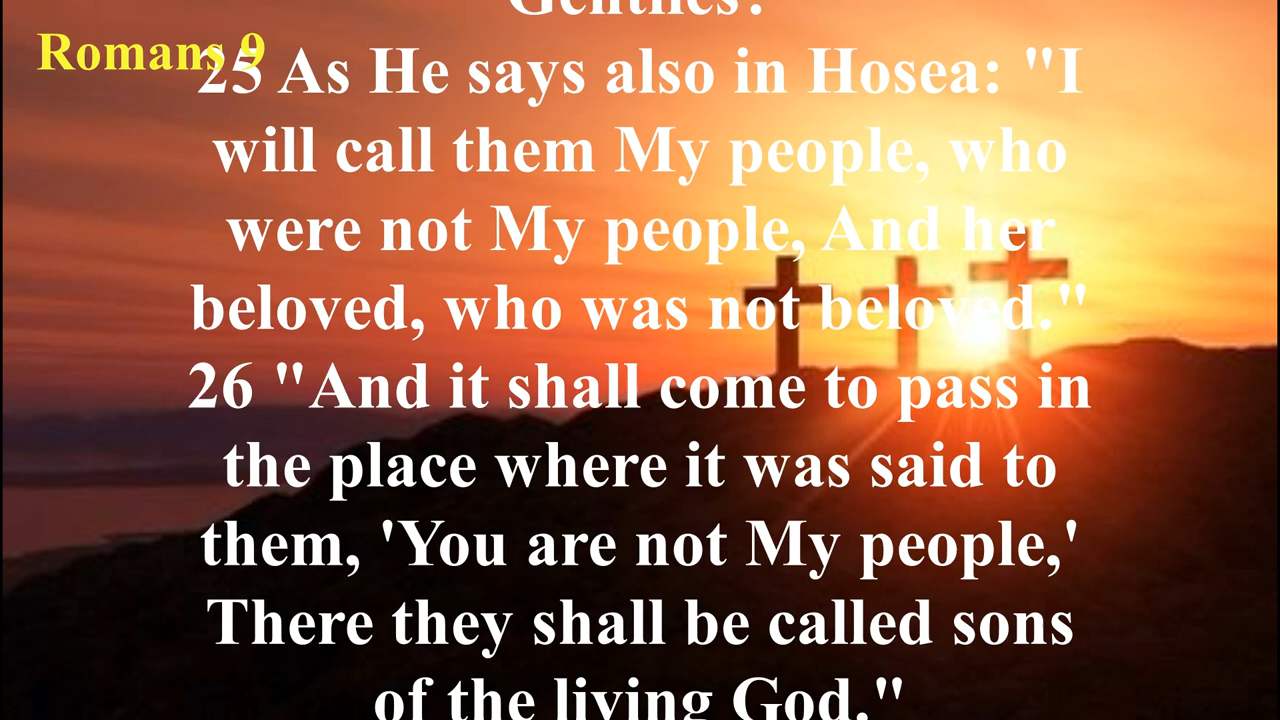 Gentiles?
Romans 9
25 As He says also in Hosea: "I
will call them My people, who
were not My people, And her
beloved, who was not beloved."
26 "And it shall come to pass in
the place where it was said to
them, 'You are not My people,'
There they shall be called sons
of the living God."